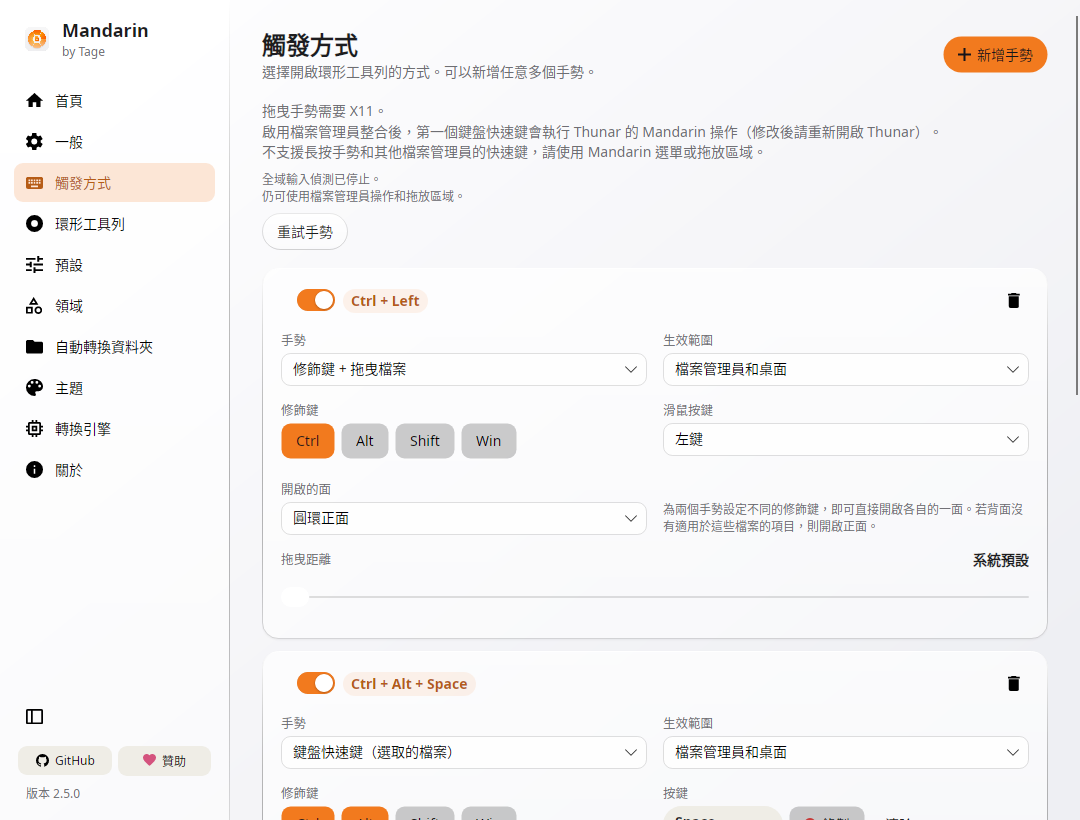 Mandarin
by Tage
首頁
一般
觸發方式
環形工具列
預設
領域
自動轉換資料夾
主題
轉換引擎
關於
GitHub
贊助
版本 2.5.0
觸發方式
選擇開啟環形工具列的方式。可以新增任意多個手勢。
新增手勢
拖曳手勢需要 X11。
啟用檔案管理員整合後，第一個鍵盤快速鍵會執行 Thunar 的 Mandarin 操作（修改後請重新開啟 Thunar）。
不支援長按手勢和其他檔案管理員的快速鍵，請使用 Mandarin 選單或拖放區域。
全域輸入偵測已停止。
仍可使用檔案管理員操作和拖放區域。
重試手勢
Ctrl + Left
手勢
生效範圍
修飾鍵 + 拖曳檔案
檔案管理員和桌面
修飾鍵
滑鼠按鍵
Ctrl
Alt
Shift
Win
左鍵
開啟的面
圓環正面
為兩個手勢設定不同的修飾鍵，即可直接開啟各自的一面。若背面沒
有適用於這些檔案的項目，則開啟正面。
拖曳距離
系統預設
Ctrl + Alt + Space
手勢
生效範圍
鍵盤快速鍵（選取的檔案）
檔案管理員和桌面
修飾鍵
按鍵
Ctrl
Alt
Shift
Win
Space